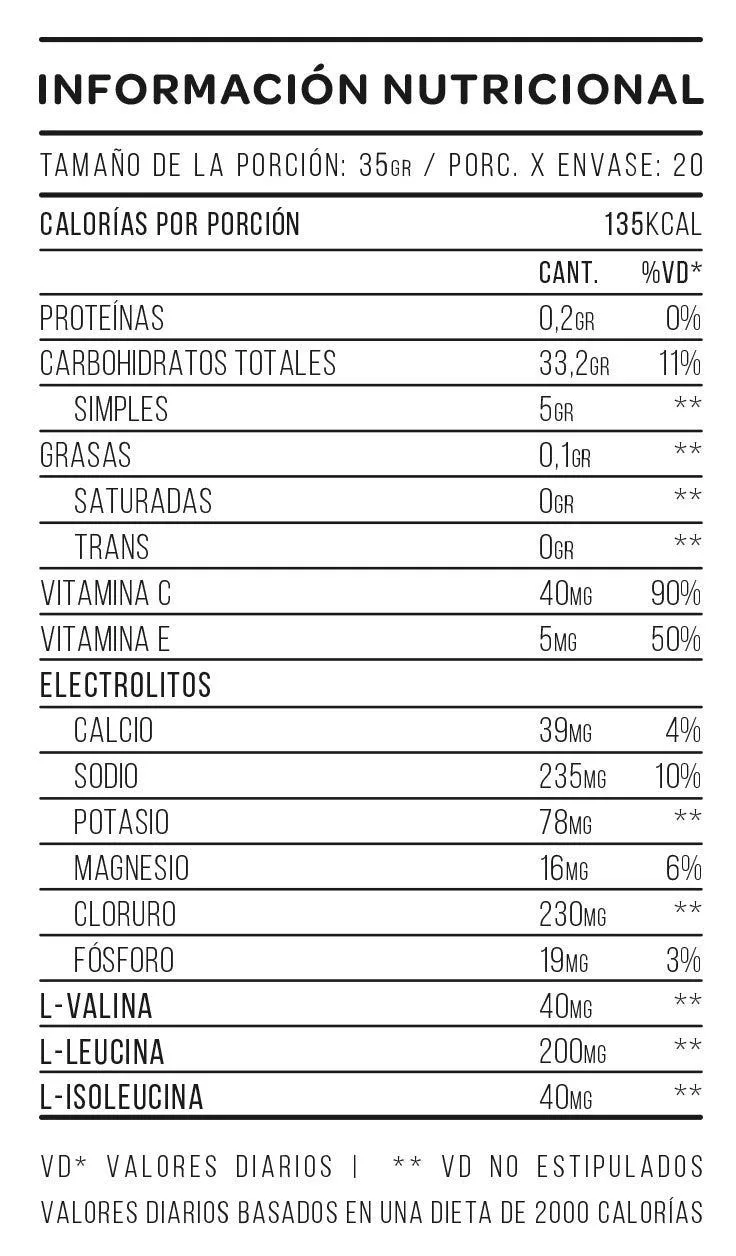 INFORMACIÓN NUTRICIONAL
TAMAÑO DE LA PORCIÓN: 35GR / PORC. X ENVASE: 20
CALORÍAS POR PORCIÓN 135KCAL
CANT. %VD*
PROTEÍNAS 0,2GR 0%
CARBOHIDRATOS TOTALES 33,2GR 11%
SIMPLES 5GR **
GRASAS 0,1GR **
SATURADAS 0GR **
TRANS 0GR **
VITAMINA C 40MG 90%
VITAMINA E 5MG 50%
ELECTROLITOS
CALCIO 39MG 4%
SODIO 235MG 10%
POTASIO 78MG **
MAGNESIO 16MG 6%
CLORURO 230MG **
FÓSFORO 19MG 3%
L-VALINA 40MG **
L-LEUCINA 200MG **
L-ISOLEUCINA 40MG **
VD* VALORES DIARIOS | ** VD NO ESTIPULADOS
VALORES DIARIOS BASADOS EN UNA DIETA DE 2000 CALORÍAS